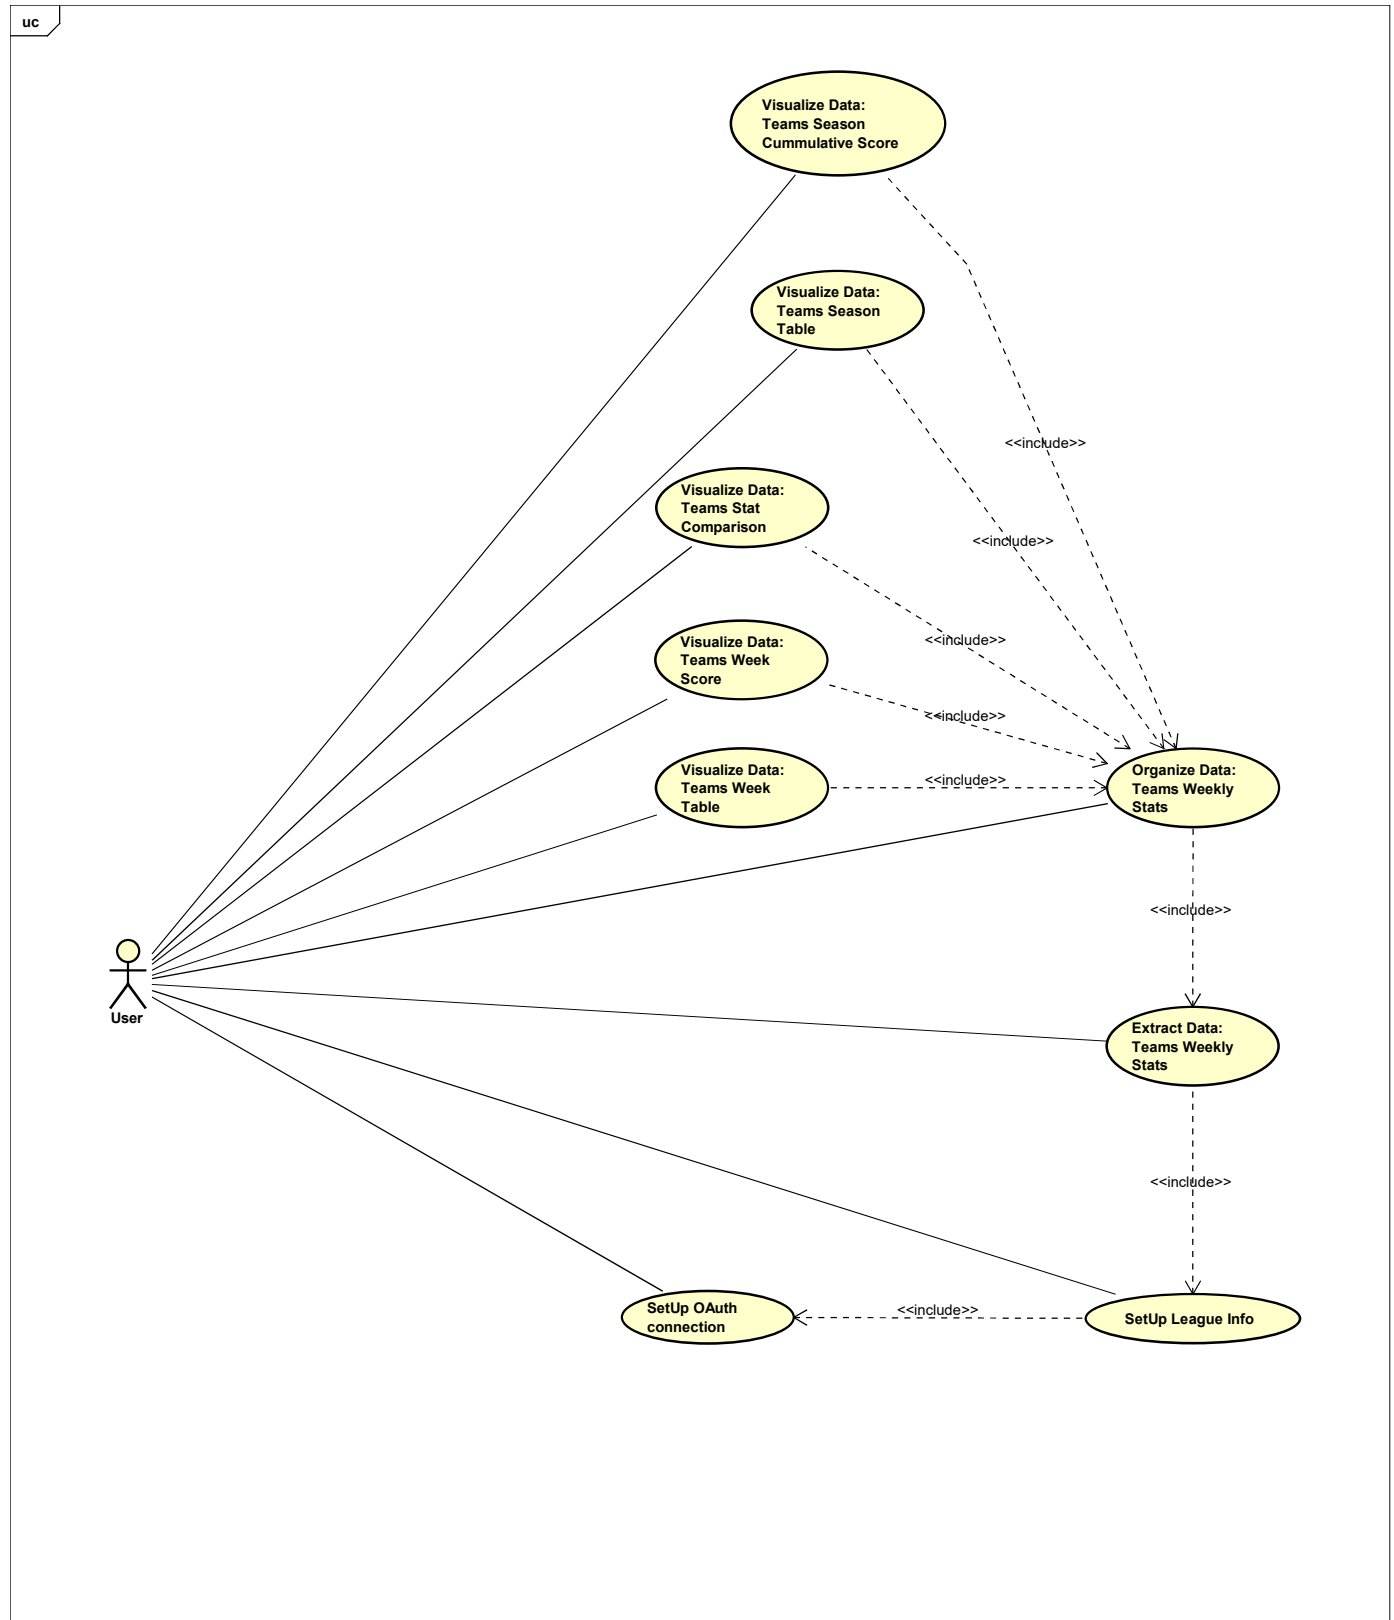 uc
Visualize Data:
Teams Season
Cummulative Score
Visualize Data:
Teams Season
Table
<<include>>
Visualize Data:
Teams Stat
Comparison
<<include>>
Visualize Data:
Teams Week
Score
<<include>>
<<include>>
Visualize Data:
Teams Week
Table
<<include>>
Organize Data:
Teams Weekly
Stats
<<include>>
User
Extract Data:
Teams Weekly
Stats
<<include>>
SetUp OAuth
connection
<<include>>
SetUp League Info